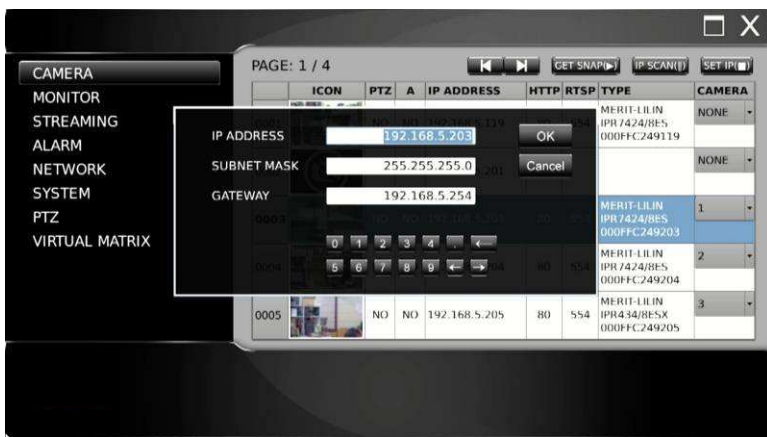 CAMERA
MONITOR
STREAMING
ALARM
NETWORK
SYSTEM
PTZ
VIRTUAL MATRIX
PAGE: 1 / 4
GET SNAP(▶) IP SCAN(||) SET IP(■)
ICON PTZ A IP ADDRESS HTTP RTSP TYPE CAMERA
MERIT-LILIN
IPR7424/8ES
000FFC249119
NONE
NONE
IP ADDRESS 192.168.5.203 OK
SUBNET MASK 255.255.255.0 Cancel
GATEWAY 192.168.5.254
0 1 2 3 4 . ←
5 6 7 8 9 ← →
0003 80 554 MERIT-LILIN
IPR7424/8ES
000FFC249203
1
0004 80 554 MERIT-LILIN
IPR7424/8ES
000FFC249204
2
0005 NO NO 192.168.5.205 80 554 MERIT-LILIN
IPR434/8ESX
000FFC249205
3